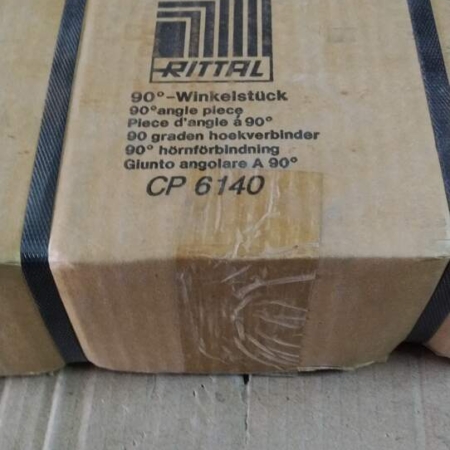 RITTAL
90°-Winkelstück
90°angle piece
Piece d'angle á 90°
90 graden hoekverbinder
90° hörnförbindning
Giunto angolare A 90°
CP 6140